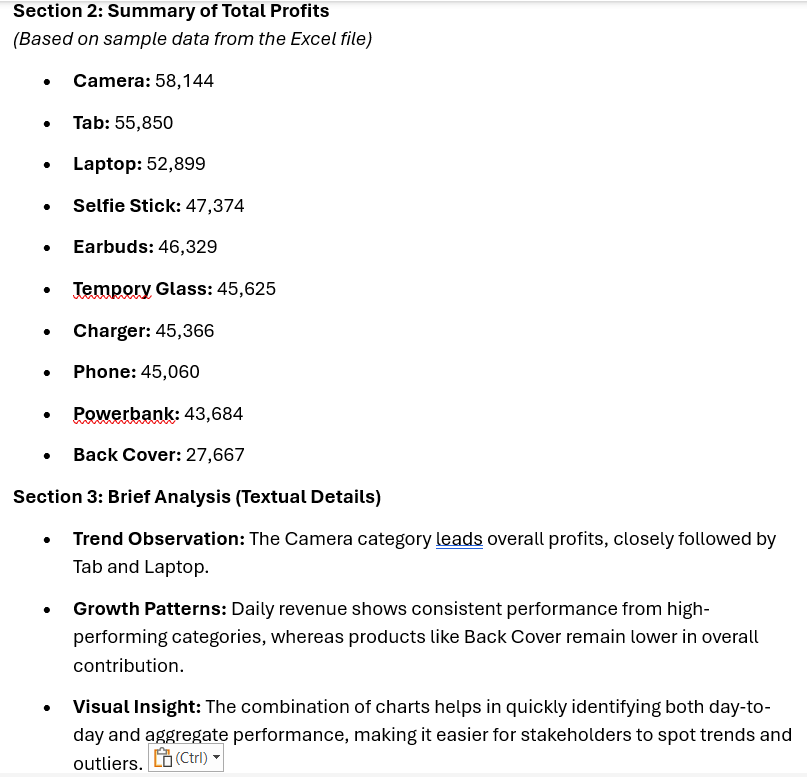 Section 2: Summary of Total Profits
(Based on sample data from the Excel file)
• Camera: 58,144
• Tab: 55,850
• Laptop: 52,899
• Selfie Stick: 47,374
• Earbuds: 46,329
• Tempory Glass: 45,625
• Charger: 45,366
• Phone: 45,060
• Powerbank: 43,684
• Back Cover: 27,667
Section 3: Brief Analysis (Textual Details)
• Trend Observation: The Camera category leads overall profits, closely followed by
Tab and Laptop.
• Growth Patterns: Daily revenue shows consistent performance from high-
performing categories, whereas products like Back Cover remain lower in overall
contribution.
• Visual Insight: The combination of charts helps in quickly identifying both day-to-
day and aggregate performance, making it easier for stakeholders to spot trends and
outliers. (Ctrl)